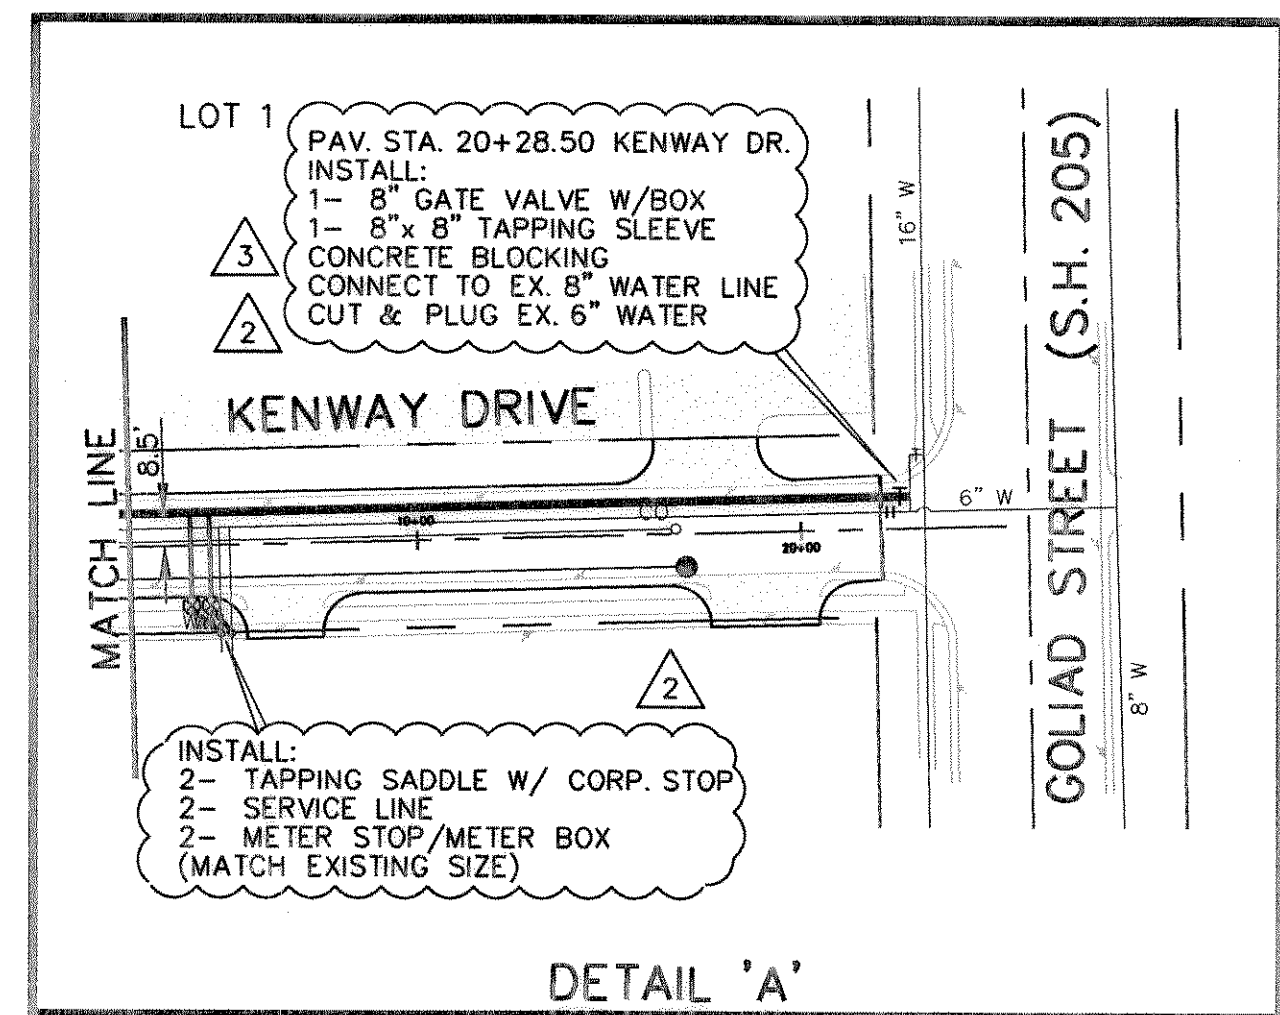 LOT 1
PAV. STA. 20+28.50 KENWAY DR.
INSTALL:
1- 8" GATE VALVE W/BOX
1- 8"x 8" TAPPING SLEEVE
CONCRETE BLOCKING
CONNECT TO EX. 8" WATER LINE
CUT & PLUG EX. 6" WATER
3
2
16" W
GOLIAD STREET (S.H. 205)
KENWAY DRIVE
MATCH LINE
8.5'
6" W
19+00
20+00
8" W
2
INSTALL:
2- TAPPING SADDLE W/ CORP. STOP
2- SERVICE LINE
2- METER STOP/METER BOX
(MATCH EXISTING SIZE)
DETAIL 'A'